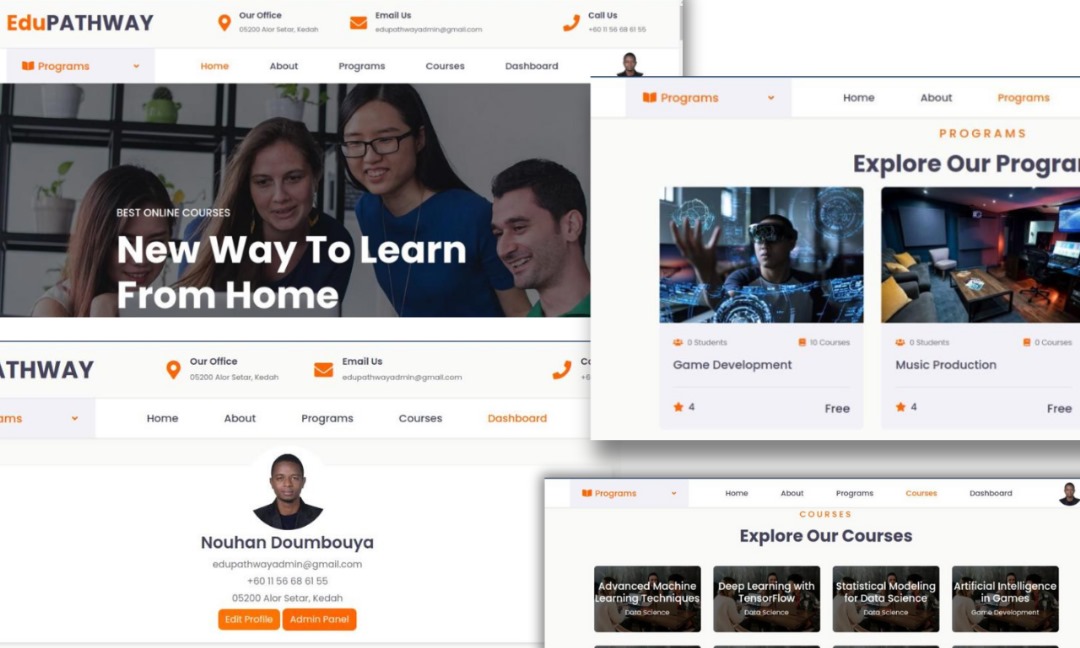 EduPATHWAY
Our Office
05200 Alor Setar, Kedah
Email Us
edupathwayadmin@gmail.com
Call Us
+60 11 56 68 61 55
Programs
Home
About
Programs
Courses
Dashboard
BEST ONLINE COURSES
New Way To Learn
From Home
Programs
Home
About
Programs
PROGRAMS
Explore Our Program
0 Students
10 Courses
Game Development
4
Free
0 Students
0 Courses
Music Production
4
Free
ATHWAY
Our Office
05200 Alor Setar, Kedah
Email Us
edupathwayadmin@gmail.com
Ca
+6
ams
Home
About
Programs
Courses
Dashboard
Nouhan Doumbouya
edupathwayadmin@gmail.com
+60 11 56 68 61 55
05200 Alor Setar, Kedah
Edit Profile
Admin Panel
Programs
Home
About
Programs
Courses
Dashboard
COURSES
Explore Our Courses
Advanced Machine
Learning Techniques
Data Science
Deep Learning with
TensorFlow
Data Science
Statistical Modeling
for Data Science
Data Science
Artificial Intelligence
in Games
Game Development